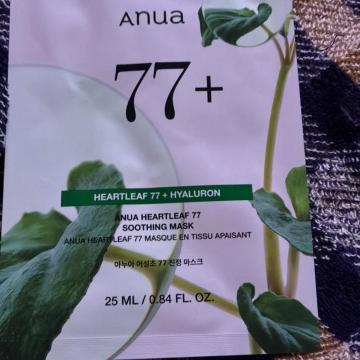 Anua
77+
HEARTLEAF 77 + HYALURON
ANUA HEARTLEAF 77
SOOTHING MASK
ANUA HEARTLEAF 77 MASQUE EN TISSU APAISANT
아누아 어성초 77 진정 마스크
25 ML / 0.84 FL. OZ.